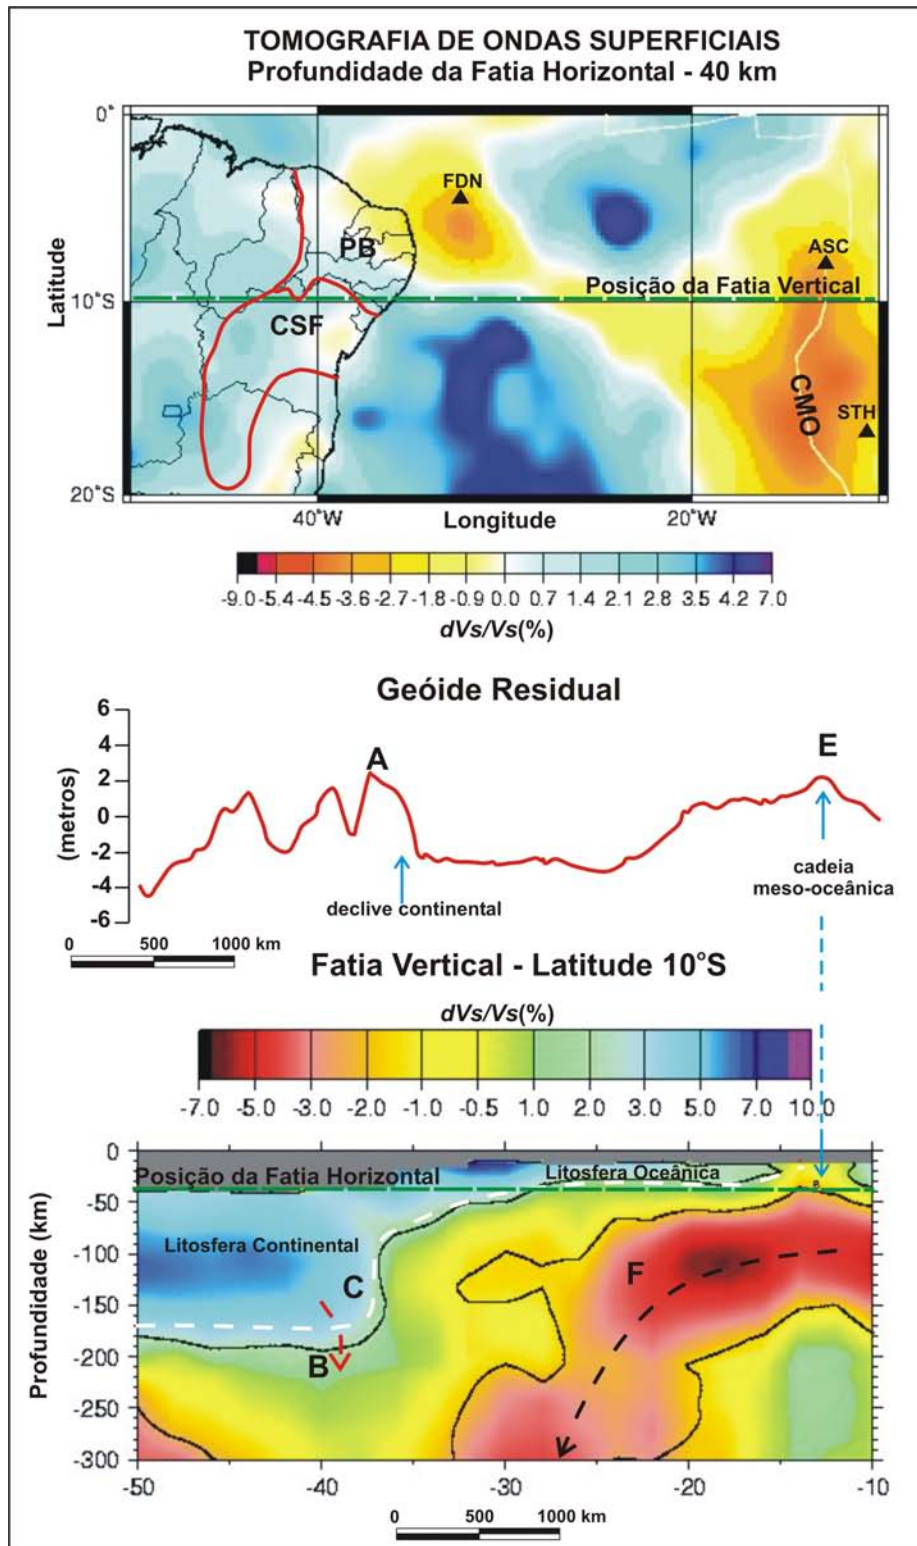 TOMOGRAFIA DE ONDAS SUPERFICIAIS
Profundidade da Fatia Horizontal - 40 km
0°
FDN
PB
ASC
Latitude
10°S
Posição da Fatia Vertical
CSF
CMO
STH
20°S
40°W
Longitude
20°W
-9.0 -5.4 -4.5 -3.6 -2.7 -1.8 -0.9 0.0 0.7 1.4 2.1 2.8 3.5 4.2 7.0
dVs/Vs(%)
Geóide Residual
6
4
2
0
-2
-4
-6
(metros)
A
E
declive continental
cadeia
meso-oceânica
0 500 1000 km
Fatia Vertical - Latitude 10°S
dVs/Vs(%)
-7.0 -5.0 -3.0 -2.0 -1.0 -0.5 1.0 2.0 3.0 5.0 7.0 10.0
0
Posição da Fatia Horizontal
Litosfera Oceânica
-50
Litosfera Continental
-100
F
C
-150
B
-200
-250
-300
Profundidade (km)
-50 -40 -30 -20 -10
0 500 1000 km